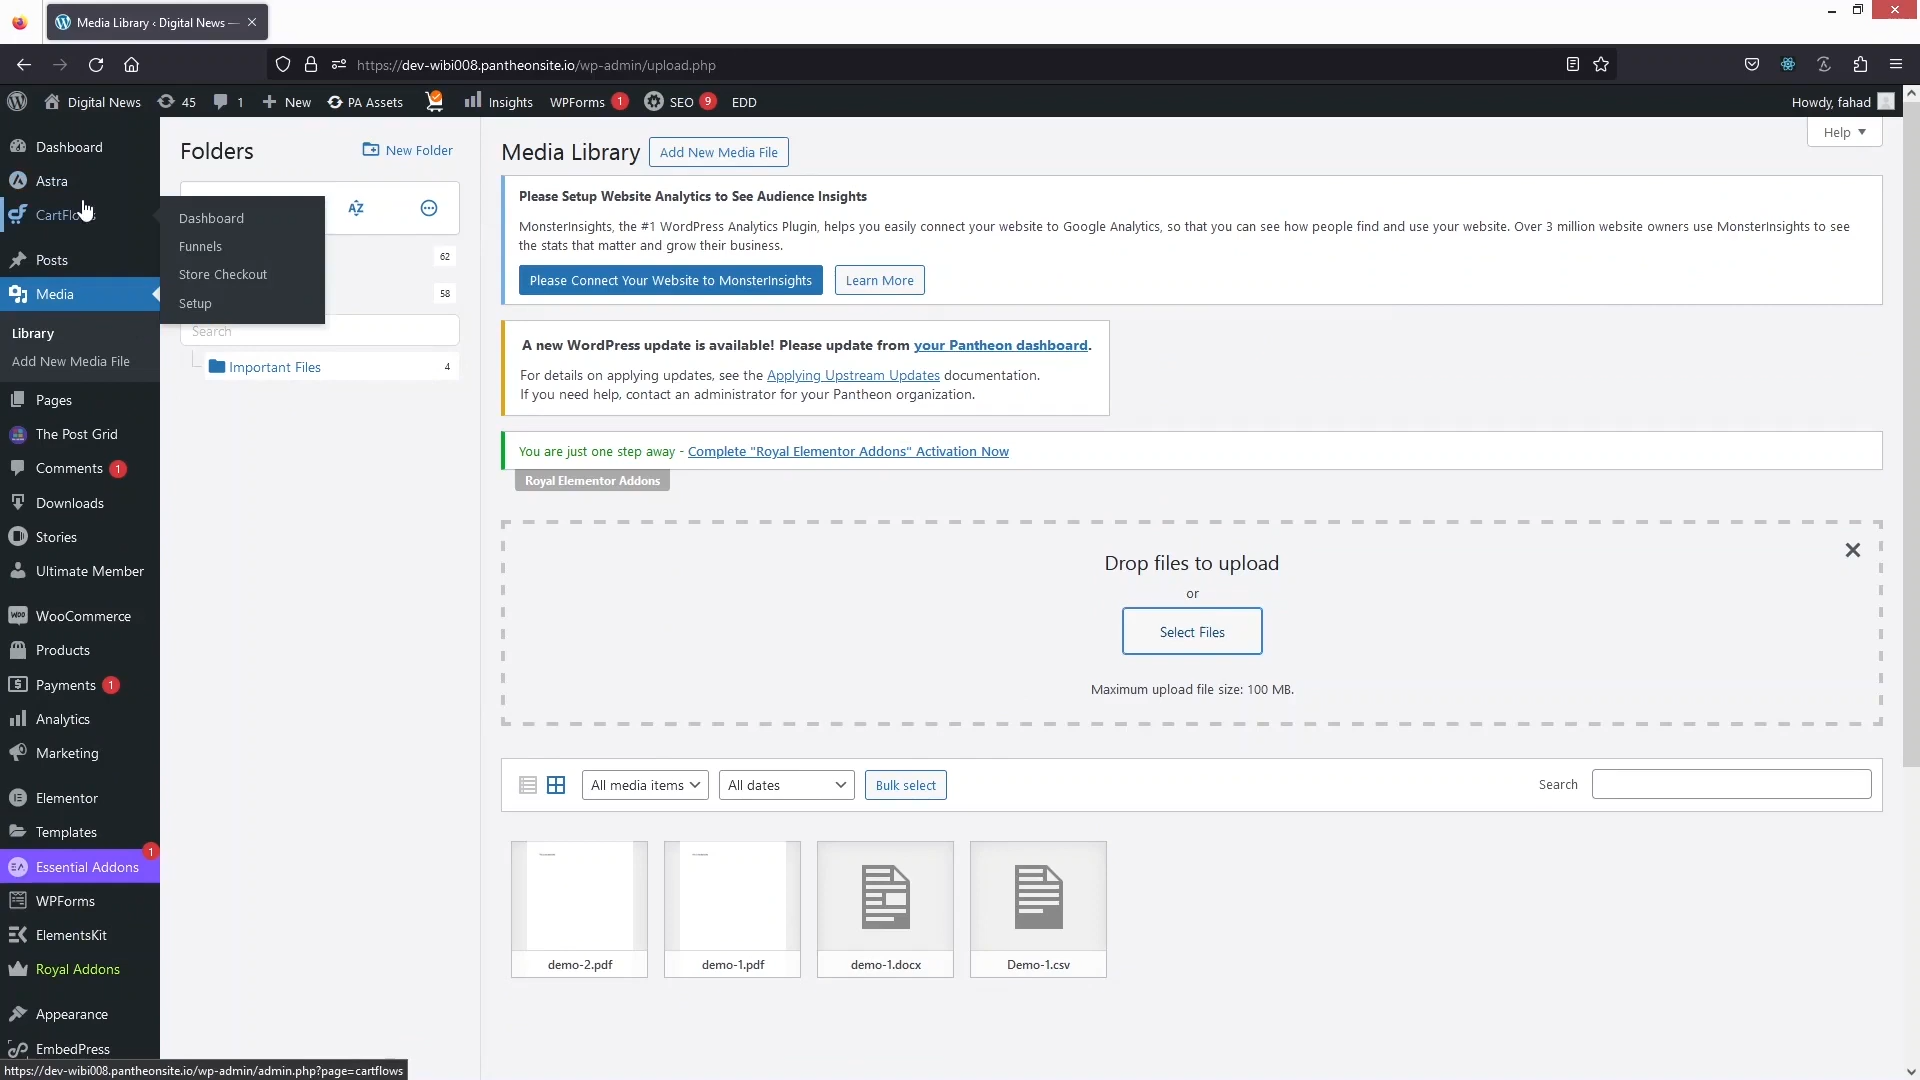 Media Library ‹ Digital News —
https://dev-wibi008.pantheonsite.io/wp-admin/upload.php
Digital News
45
1
New
PA Assets
Insights
WPForms 1
SEO 9
EDD
Howdy, fahad
Dashboard
Astra
CartFlows
Posts
Media
Library
Add New Media File
Pages
The Post Grid
Comments 1
Downloads
Stories
Ultimate Member
WooCommerce
Products
Payments 1
Analytics
Marketing
Elementor
Templates
Essential Addons 1
WPForms
ElementsKit
Royal Addons
Appearance
EmbedPress
Dashboard
Funnels
Store Checkout
Setup
Folders
New Folder
62
58
Search
Important Files 4
Help
Media Library
Add New Media File
Please Setup Website Analytics to See Audience Insights
MonsterInsights, the #1 WordPress Analytics Plugin, helps you easily connect your website to Google Analytics, so that you can see how people find and use your website. Over 3 million website owners use MonsterInsights to see
the stats that matter and grow their business.
Please Connect Your Website to MonsterInsights
Learn More
A new WordPress update is available! Please update from your Pantheon dashboard.
For details on applying updates, see the Applying Upstream Updates documentation.
If you need help, contact an administrator for your Pantheon organization.
You are just one step away - Complete "Royal Elementor Addons" Activation Now
Royal Elementor Addons
Drop files to upload
or
Select Files
Maximum upload file size: 100 MB.
All media items
All dates
Bulk select
Search
demo-2.pdf
demo-1.pdf
demo-1.docx
Demo-1.csv
https://dev-wibi008.pantheonsite.io/wp-admin/admin.php?page=cartflows